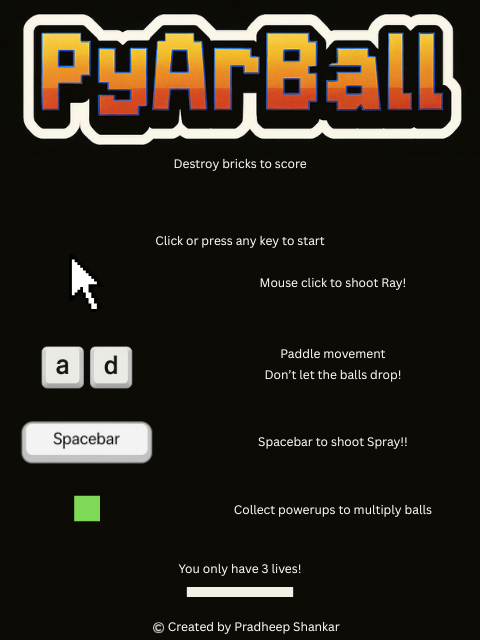 PyArBall
Destroy bricks to score
Click or press any key to start
Mouse click to shoot Ray!
a d
Paddle movement
Don't let the balls drop!
Spacebar
Spacebar to shoot Spray!!
Collect powerups to multiply balls
You only have 3 lives!
© Created by Pradheep Shankar